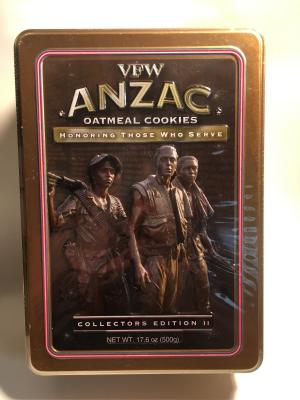 VFW
ANZAC
OATMEAL COOKIES
HONORING THOSE WHO SERVE
COLLECTORS EDITION II
NET WT. 17.6 oz (500g)